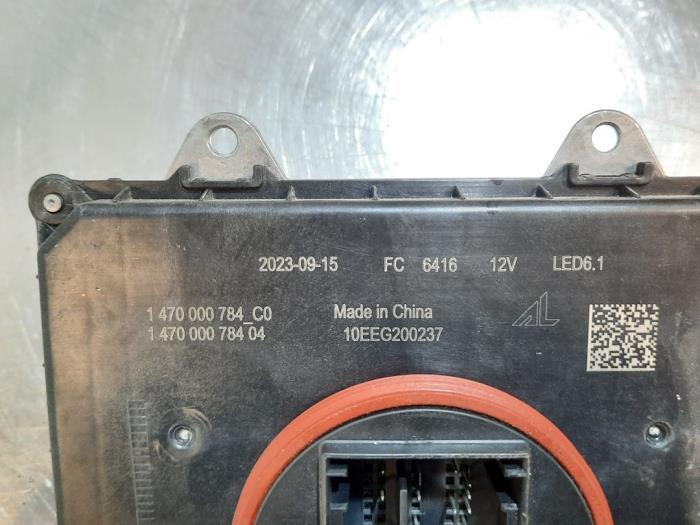 2023-09-15 FC 6416 12V LED6.1
1 470 000 784_C0 Made in China
1 470 000 784 04 10EEG200237
AL